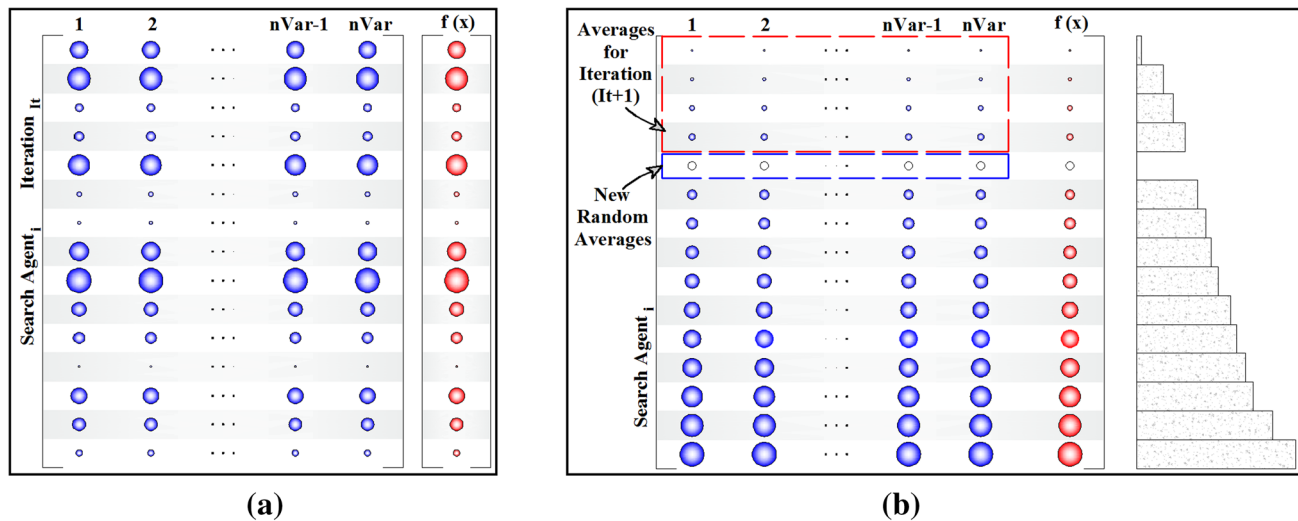 1 2 ... nVar-1 nVar f (x)
Iteration It
Search Agent i
(a)
Averages for Iteration (It+1)
1 2 ... nVar-1 nVar f (x)
New Random Averages
Search Agent i
(b)